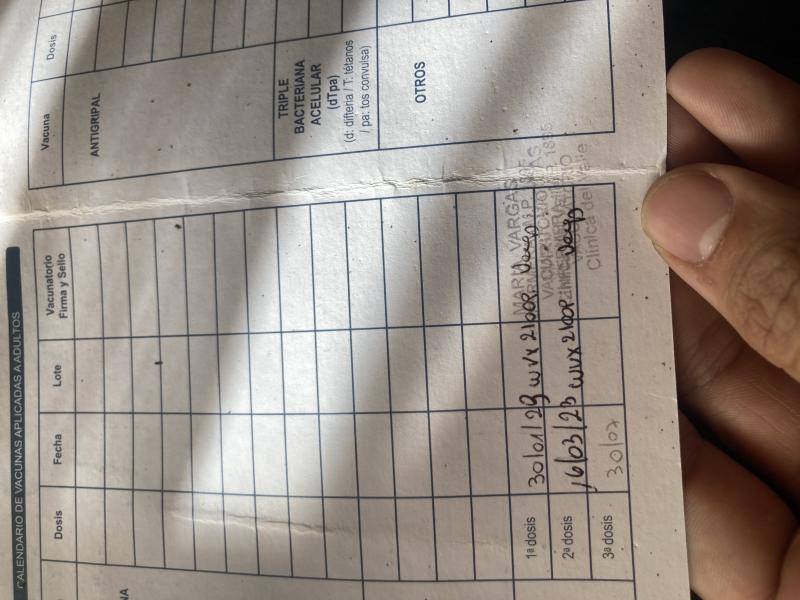 CALENDARIO DE VACUNAS APLICADAS A ADULTOS
Dosis
Fecha
Lote
Vacunatorio
Firma y Sello
NA
1ª dosis
30/01/23
2ª dosis
16/03/23
3ª dosis
30/07
MARIA VARGAS
Clínica del Valle
Vacuna
Dosis
ANTIGRIPAL
TRIPLE
BACTERIANA
ACELULAR
(dTpa)
(d: difteria / T: tétanos
/ pa: tos convulsa)
OTROS